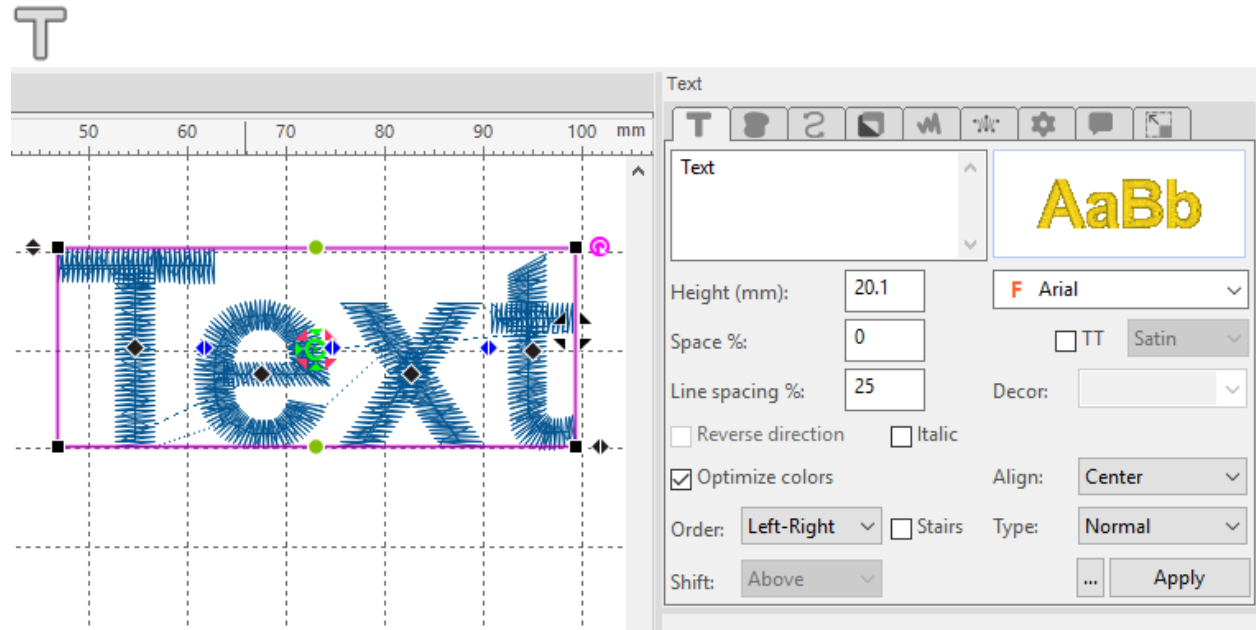 T
Text
50 60 70 80 90 100 mm
T
Text
AaBb
Text
Height (mm): 20.1
F Arial
Space %: 0
TT Satin
Line spacing %: 25
Decor:
Reverse direction Italic
Optimize colors
Align: Center
Order: Left-Right Stairs
Type: Normal
Shift: Above
... Apply